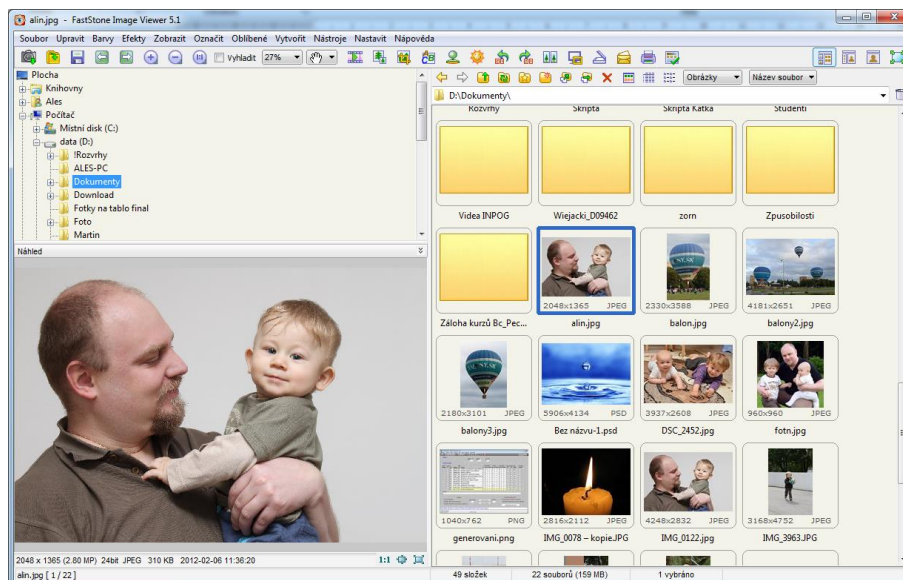 alin.jpg - FastStone Image Viewer 5.1
Soubor Upravit Barvy Efekty Zobrazit Označit Oblíbené Vytvořit Nástroje Nastavit Nápověda
Vyhladit 27%
Obrázky Název soubor
Plocha
Knihovny
Ales
Počítač
Místní disk (C:)
data (D:)
!Rozvrhy
ALES-PC
Dokumenty
Download
Fotky na tablo final
Foto
Martin
Náhled
2048 x 1365 (2.80 MP) 24bit JPEG 310 KB 2012-02-06 11:36:20 1:1
D:\Dokumenty\
Rozvrhy Skripta Skripta Katka Studenti
Videa INPOG Wiejacki_D09462 zorn Zpusobilosti
2048x1365 JPEG 2330x3588 JPEG 4181x2651 JPEG
Záloha kurzů Bc_Pec... alin.jpg balon.jpg balony2.jpg
2180x3101 JPEG 5906x4134 PSD 3937x2608 JPEG 960x960 JPEG
balony3.jpg Bez názvu-1.psd DSC_2452.jpg fotn.jpg
1040x762 PNG 2816x2112 JPEG 4248x2832 JPEG 3168x4752 JPEG
generovani.png IMG_0078 – kopie.JPG IMG_0122.jpg IMG_3963.JPG
alin.jpg [ 1 / 22 ] 49 složek 22 souborů (159 MB) 1 vybráno